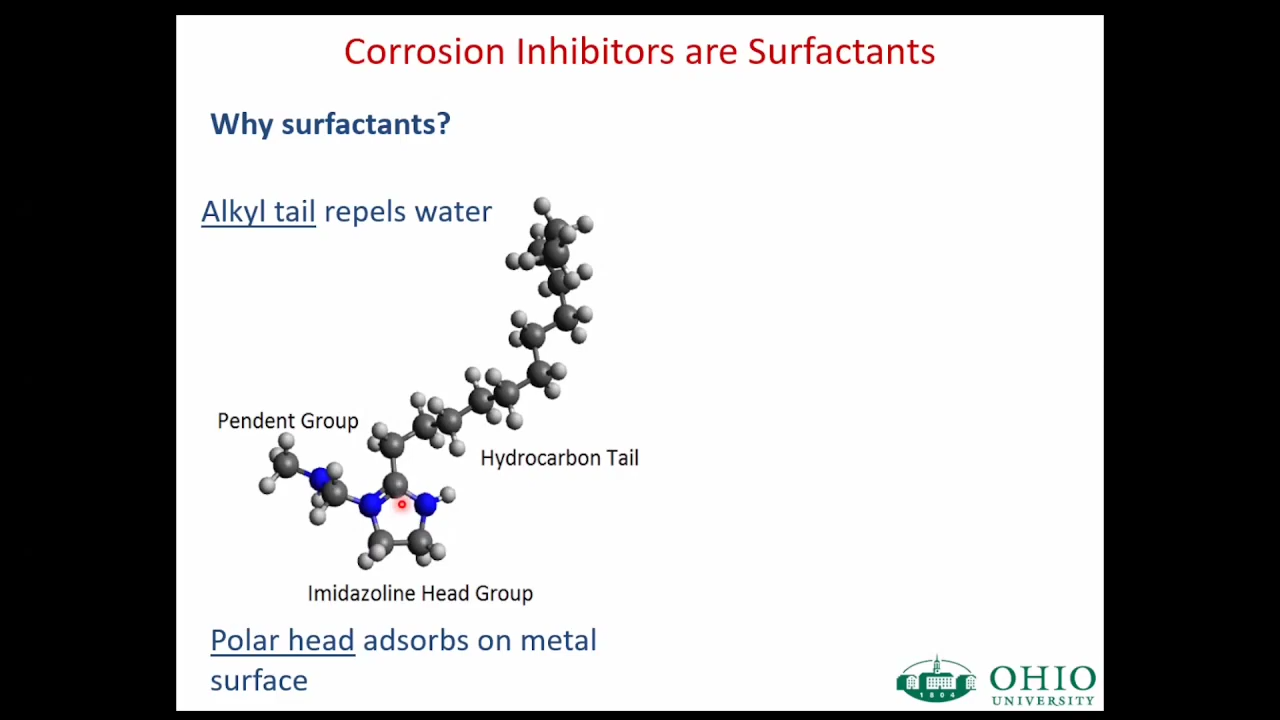 Corrosion Inhibitors are Surfactants
Why surfactants?
Alkyl tail repels water
Pendent Group
Hydrocarbon Tail
Imidazoline Head Group
Polar head adsorbs on metal
surface
1804
OHIO
UNIVERSITY